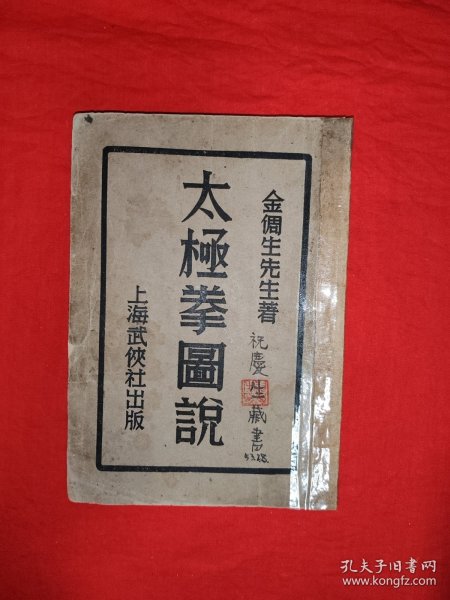 金倜生先生著
太極拳圖說
上海武俠社出版
祝慶生藏書
孔夫子旧书网
www.kongfz.com